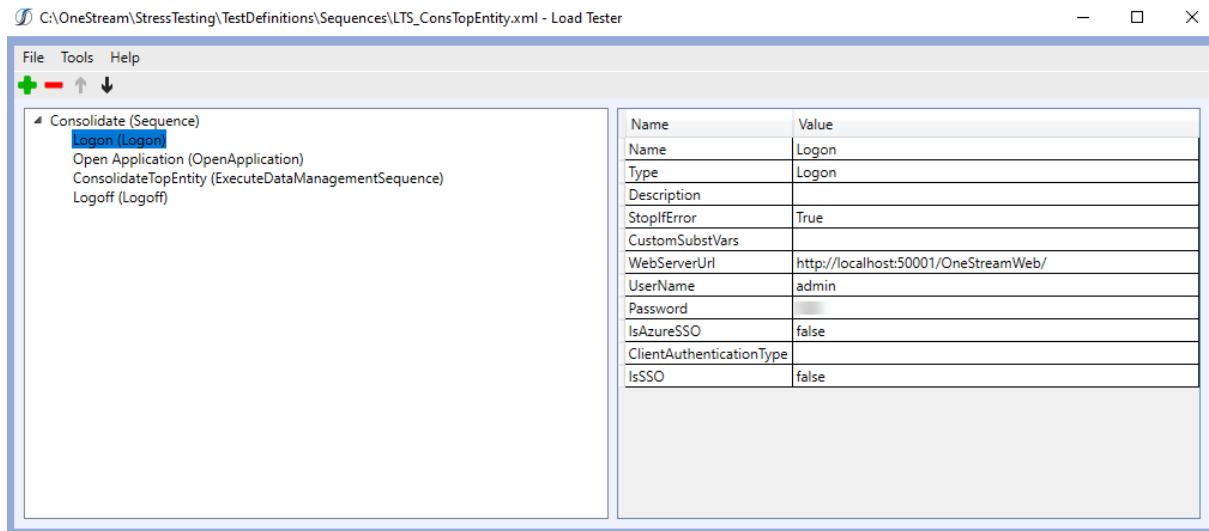 C:\OneStream\StressTesting\TestDefinitions\Sequences\LTS_ConsTopEntity.xml - Load Tester
File Tools Help
Consolidate (Sequence)
Logon (Logon)
Open Application (OpenApplication)
ConsolidateTopEntity (ExecuteDataManagementSequence)
Logoff (Logoff)
Name Value
Name Logon
Type Logon
Description
StopIfError True
CustomSubstVars
WebServerUrl http://localhost:50001/OneStreamWeb/
UserName admin
Password
IsAzureSSO false
ClientAuthenticationType
IsSSO false